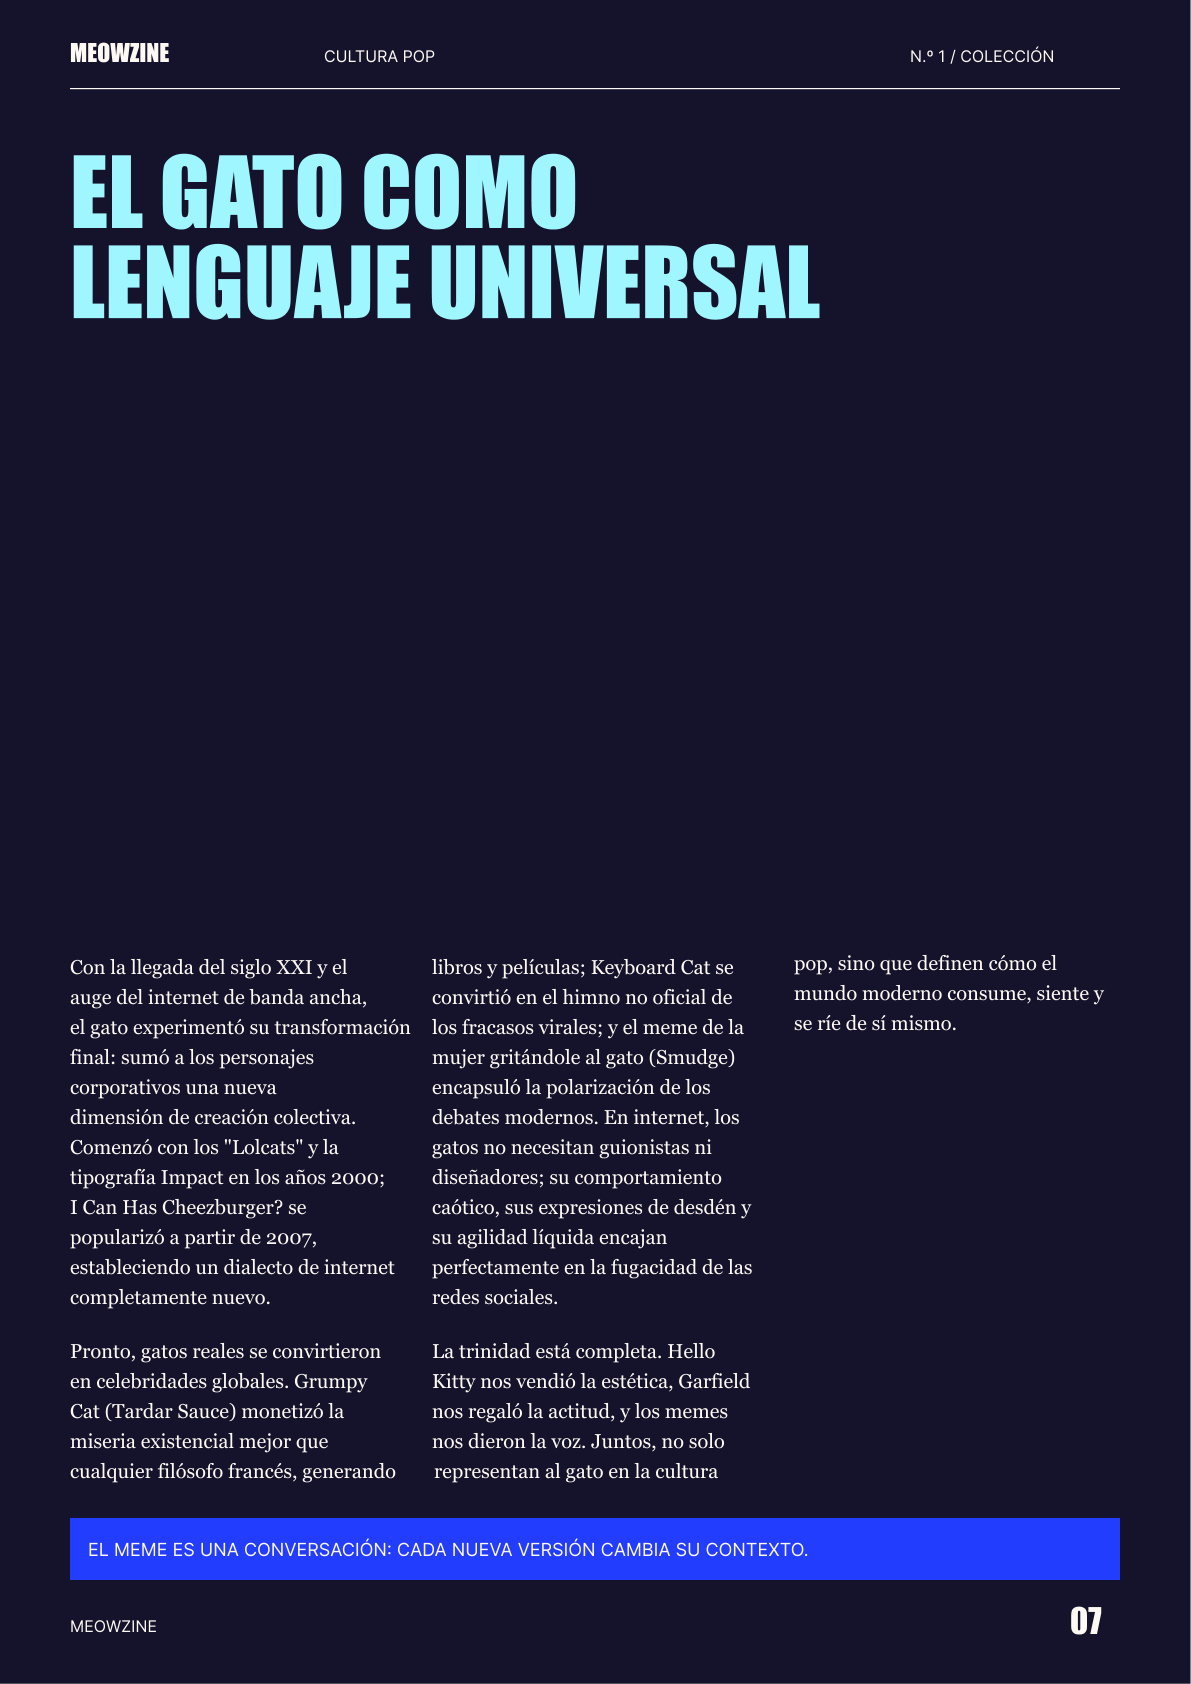 MEOWZINE
CULTURA POP
N.º 1 / COLECCIÓN
EL GATO COMO
LENGUAJE UNIVERSAL
Con la llegada del siglo XXI y el
auge del internet de banda ancha,
el gato experimentó su transformación
final: sumó a los personajes
corporativos una nueva
dimensión de creación colectiva.
Comenzó con los "Lolcats" y la
tipografía Impact en los años 2000;
I Can Has Cheezburger? se
popularizó a partir de 2007,
estableciendo un dialecto de internet
completamente nuevo.
Pronto, gatos reales se convirtieron
en celebridades globales. Grumpy
Cat (Tardar Sauce) monetizó la
miseria existencial mejor que
cualquier filósofo francés, generando
libros y películas; Keyboard Cat se
convirtió en el himno no oficial de
los fracasos virales; y el meme de la
mujer gritándole al gato (Smudge)
encapsuló la polarización de los
debates modernos. En internet, los
gatos no necesitan guionistas ni
diseñadores; su comportamiento
caótico, sus expresiones de desdén y
su agilidad líquida encajan
perfectamente en la fugacidad de las
redes sociales.
La trinidad está completa. Hello
Kitty nos vendió la estética, Garfield
nos regaló la actitud, y los memes
nos dieron la voz. Juntos, no solo
representan al gato en la cultura
pop, sino que definen cómo el
mundo moderno consume, siente y
se ríe de sí mismo.
EL MEME ES UNA CONVERSACIÓN: CADA NUEVA VERSIÓN CAMBIA SU CONTEXTO.
MEOWZINE
07